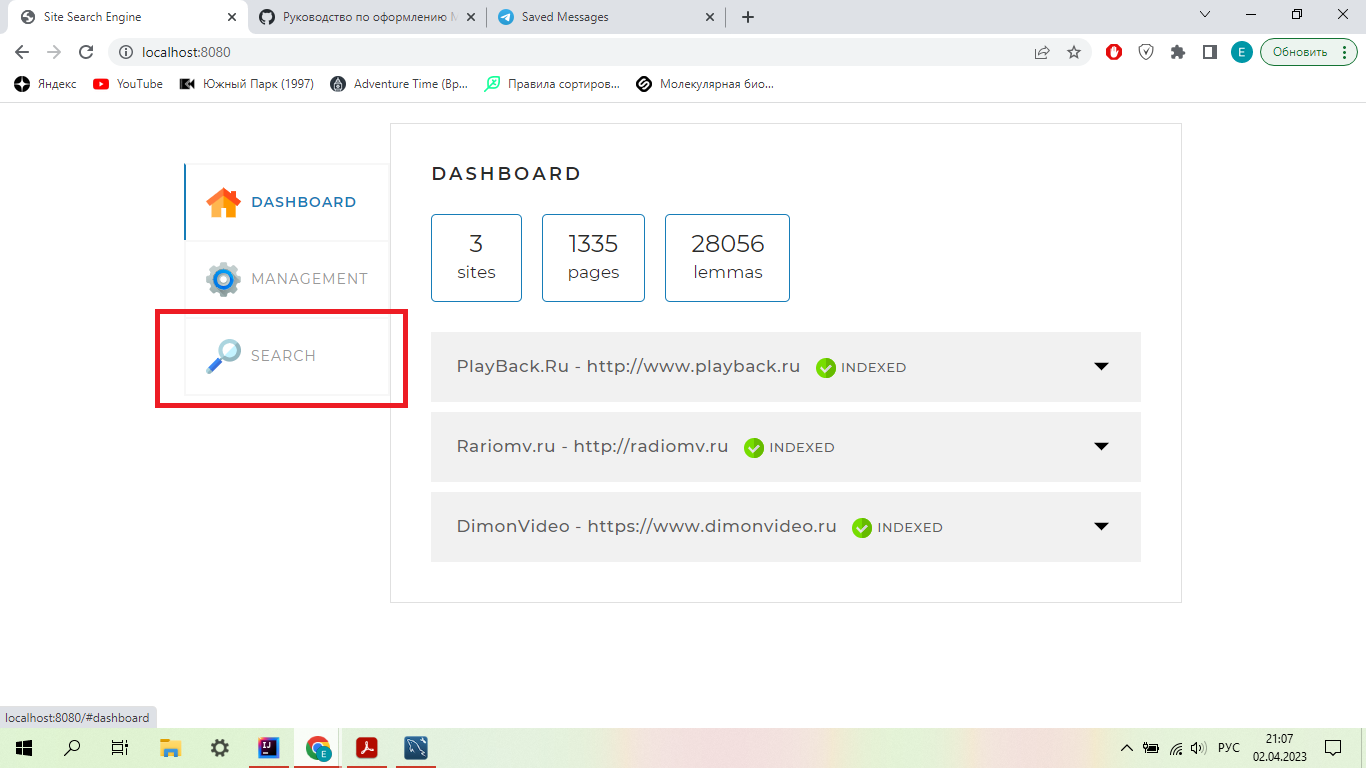 Site Search Engine
Руководство по оформлению
Saved Messages
localhost:8080
E
Обновить
Яндекс
YouTube
Южный Парк (1997)
Adventure Time (Вр...
Правила сортиров...
Молекулярная био...
DASHBOARD
MANAGEMENT
SEARCH
DASHBOARD
3
sites
1335
pages
28056
lemmas
PlayBack.Ru - http://www.playback.ru INDEXED
Rariomv.ru - http://radiomv.ru INDEXED
DimonVideo - https://www.dimonvideo.ru INDEXED
localhost:8080/#dashboard
IJ
E
РУС
21:07
02.04.2023